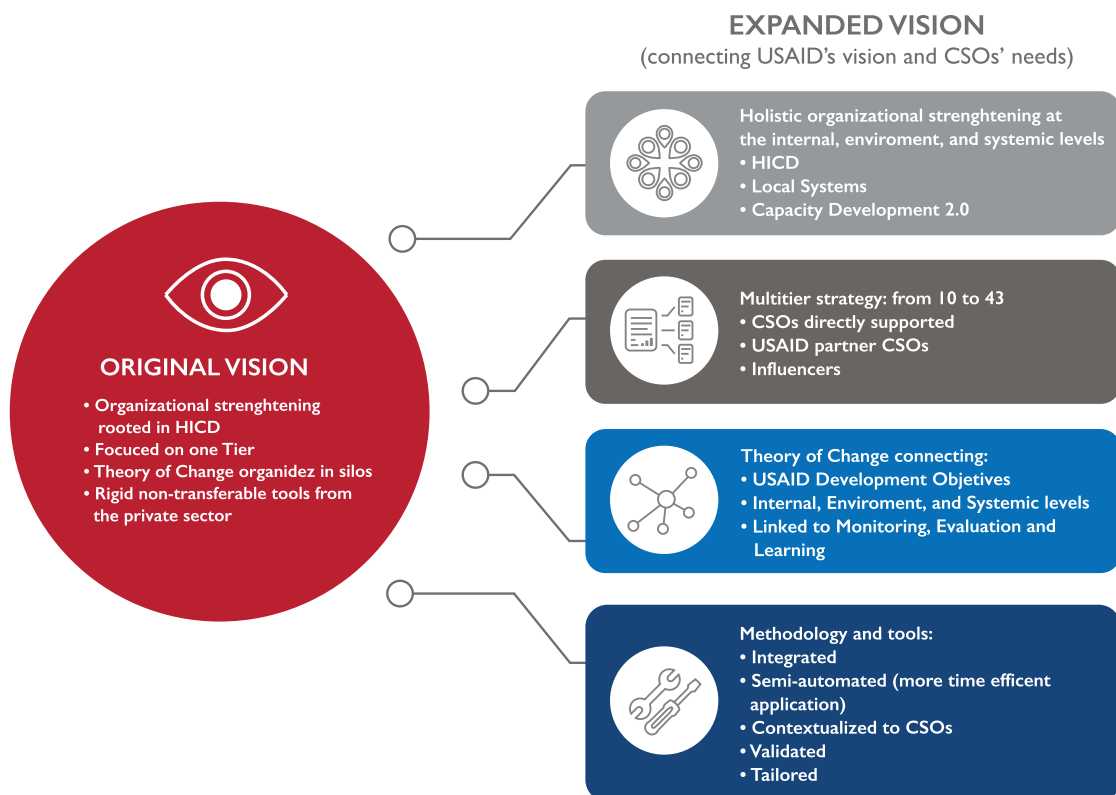 EXPANDED VISION
(connecting USAID's vision and CSOs' needs)
Holistic organizational strenghtening at
the internal, enviroment, and systemic levels
• HICD
• Local Systems
• Capacity Development 2.0
ORIGINAL VISION
• Organizational strenghtening
rooted in HICD
• Focused on one Tier
• Theory of Change organidez in silos
• Rigid non-transferable tools from
the private sector
Multitier strategy: from 10 to 43
• CSOs directly supported
• USAID partner CSOs
• Influencers
Theory of Change connecting:
• USAID Development Objetives
• Internal, Enviroment, and Systemic levels
• Linked to Monitoring, Evaluation and
Learning
Methodology and tools:
• Integrated
• Semi-automated (more time efficent
application)
• Contextualized to CSOs
• Validated
• Tailored